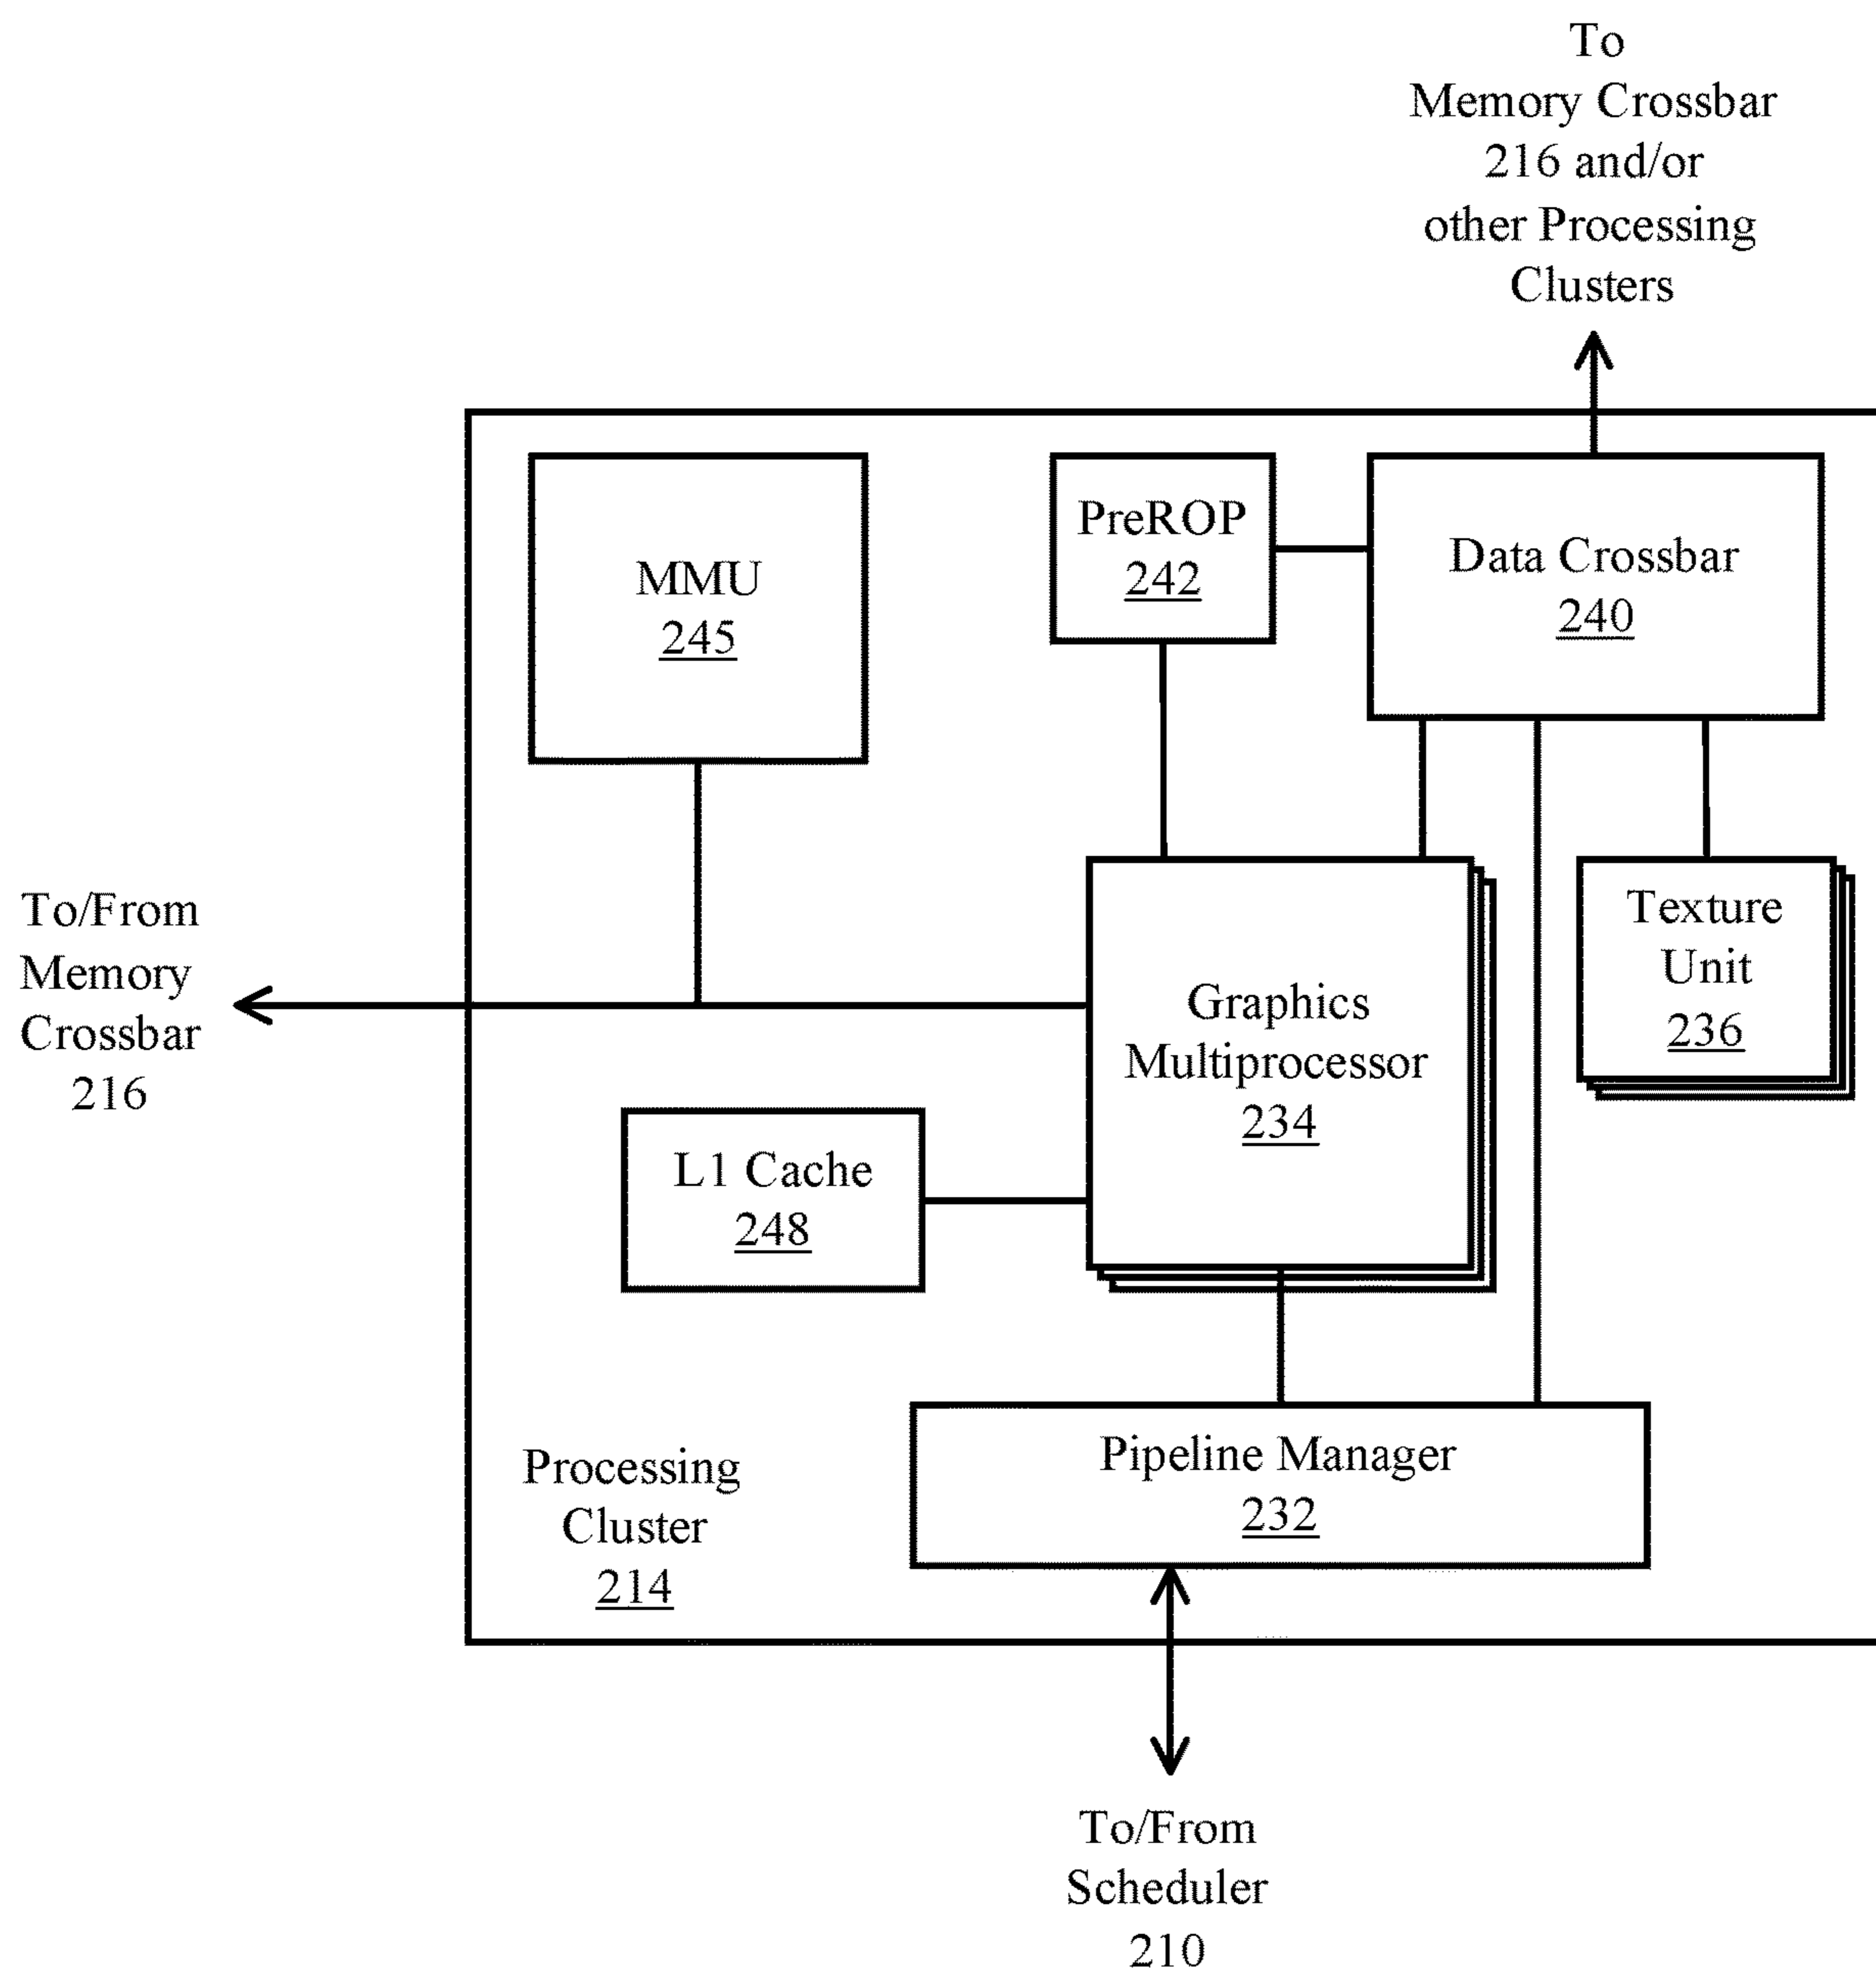 To
Memory Crossbar
216 and/or
other Processing
Clusters
MMU
245
PreROP
242
Data Crossbar
240
To/From
Memory
Crossbar
216
Graphics
Multiprocessor
234
Texture
Unit
236
L1 Cache
248
Pipeline Manager
232
Processing
Cluster
214
To/From
Scheduler
210